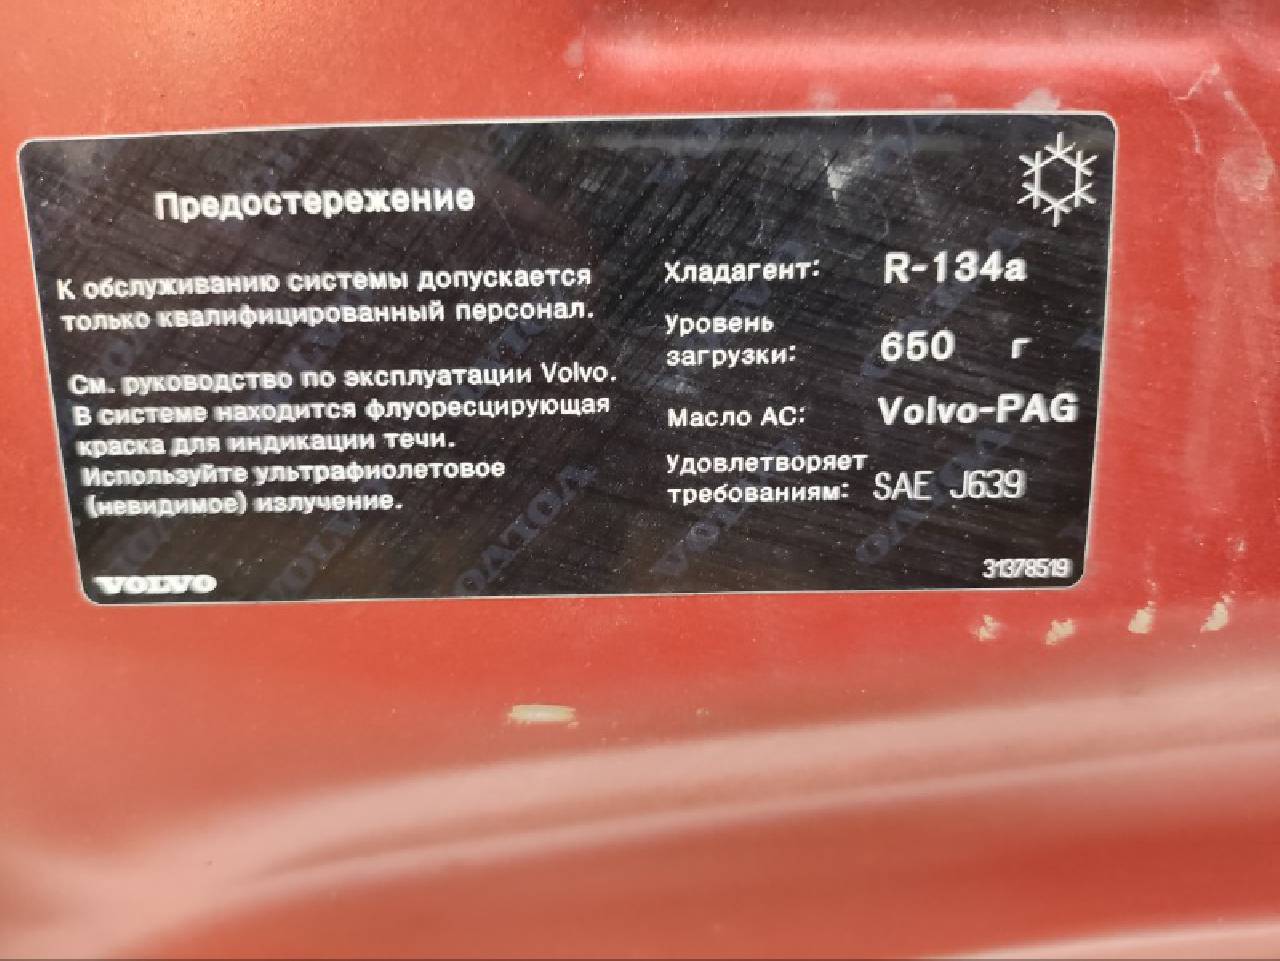 Предостережение
К обслуживанию системы допускается
только квалифицированный персонал.
См. руководство по эксплуатации Volvo.
В системе находится флуоресцирующая
краска для индикации течи.
Используйте ультрафиолетовое
(невидимое) излучение.
VOLVO
Хладагент: R-134a
Уровень
загрузки: 650 г
Масло AC: Volvo-PAG
Удовлетворяет
требованиям: SAE J639
31378519